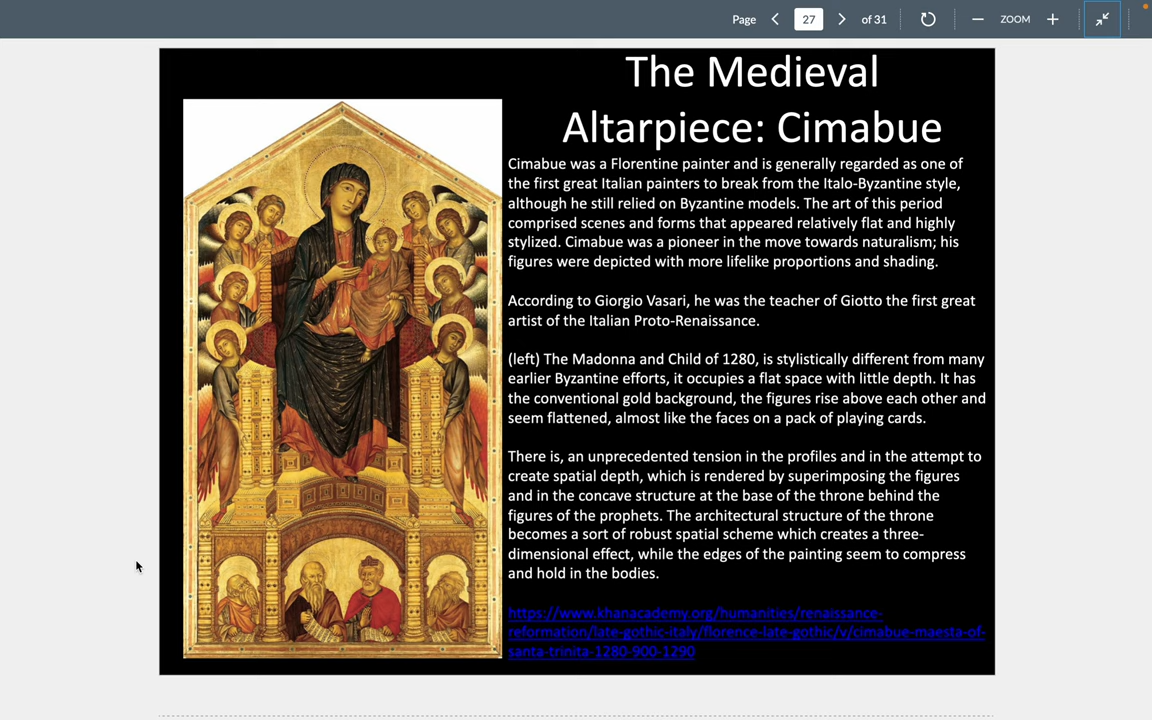 Page 27 of 31 ZOOM
The Medieval
Altarpiece: Cimabue
Cimabue was a Florentine painter and is generally regarded as one of
the first great Italian painters to break from the Italo-Byzantine style,
although he still relied on Byzantine models. The art of this period
comprised scenes and forms that appeared relatively flat and highly
stylized. Cimabue was a pioneer in the move towards naturalism; his
figures were depicted with more lifelike proportions and shading.
According to Giorgio Vasari, he was the teacher of Giotto the first great
artist of the Italian Proto-Renaissance.
(left) The Madonna and Child of 1280, is stylistically different from many
earlier Byzantine efforts, it occupies a flat space with little depth. It has
the conventional gold background, the figures rise above each other and
seem flattened, almost like the faces on a pack of playing cards.
There is, an unprecedented tension in the profiles and in the attempt to
create spatial depth, which is rendered by superimposing the figures
and in the concave structure at the base of the throne behind the
figures of the prophets. The architectural structure of the throne
becomes a sort of robust spatial scheme which creates a three-
dimensional effect, while the edges of the painting seem to compress
and hold in the bodies.
https://www.khanacademy.org/humanities/renaissance-
reformation/late-gothic-italy/florence-late-gothic/v/cimabue-maesta-of-
santa-trinita-1280-900-1290